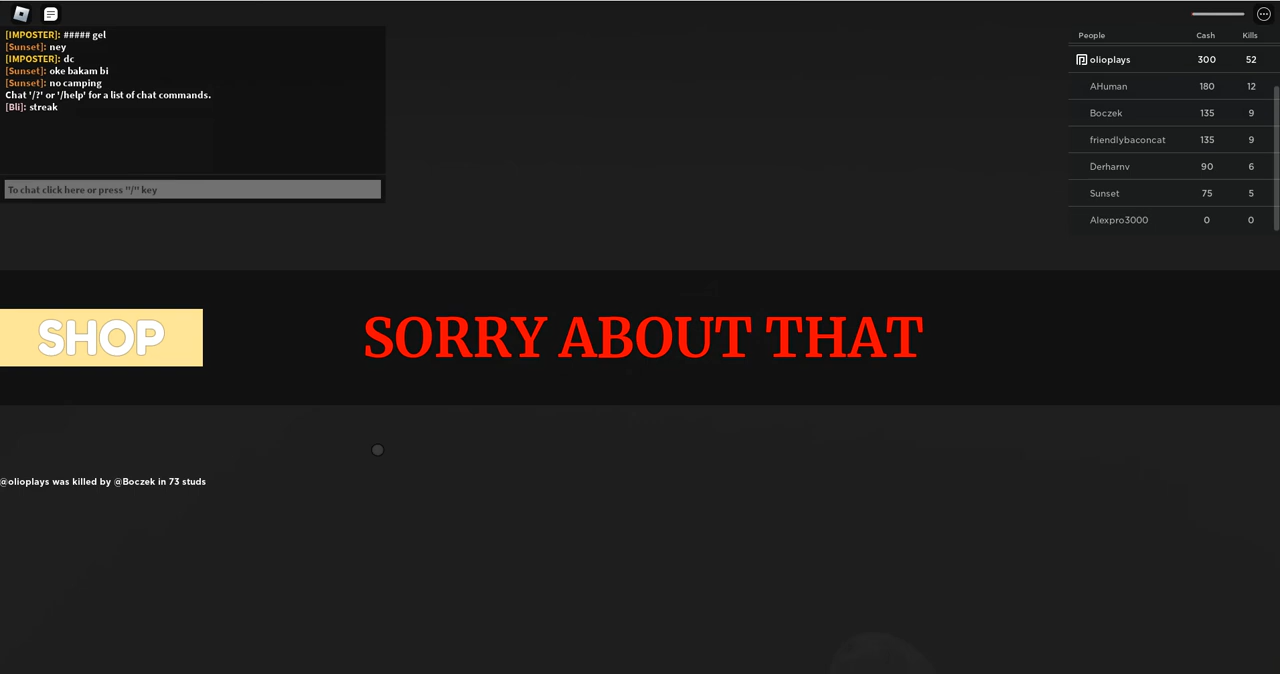 [IMPOSTER]: ##### gel
[Sunset]: ney
[IMPOSTER]: dc
[Sunset]: oke bakam bi
[Sunset]: no camping
Chat '/?' or '/help' for a list of chat commands.
[Bli]: streak
To chat click here or press "/" key
People Cash Kills
olioplays 300 52
AHuman 180 12
Boczek 135 9
friendlybaconcat 135 9
Derharnv 90 6
Sunset 75 5
Alexpro3000 0 0
SHOP
SORRY ABOUT THAT
@olioplays was killed by @Boczek in 73 studs